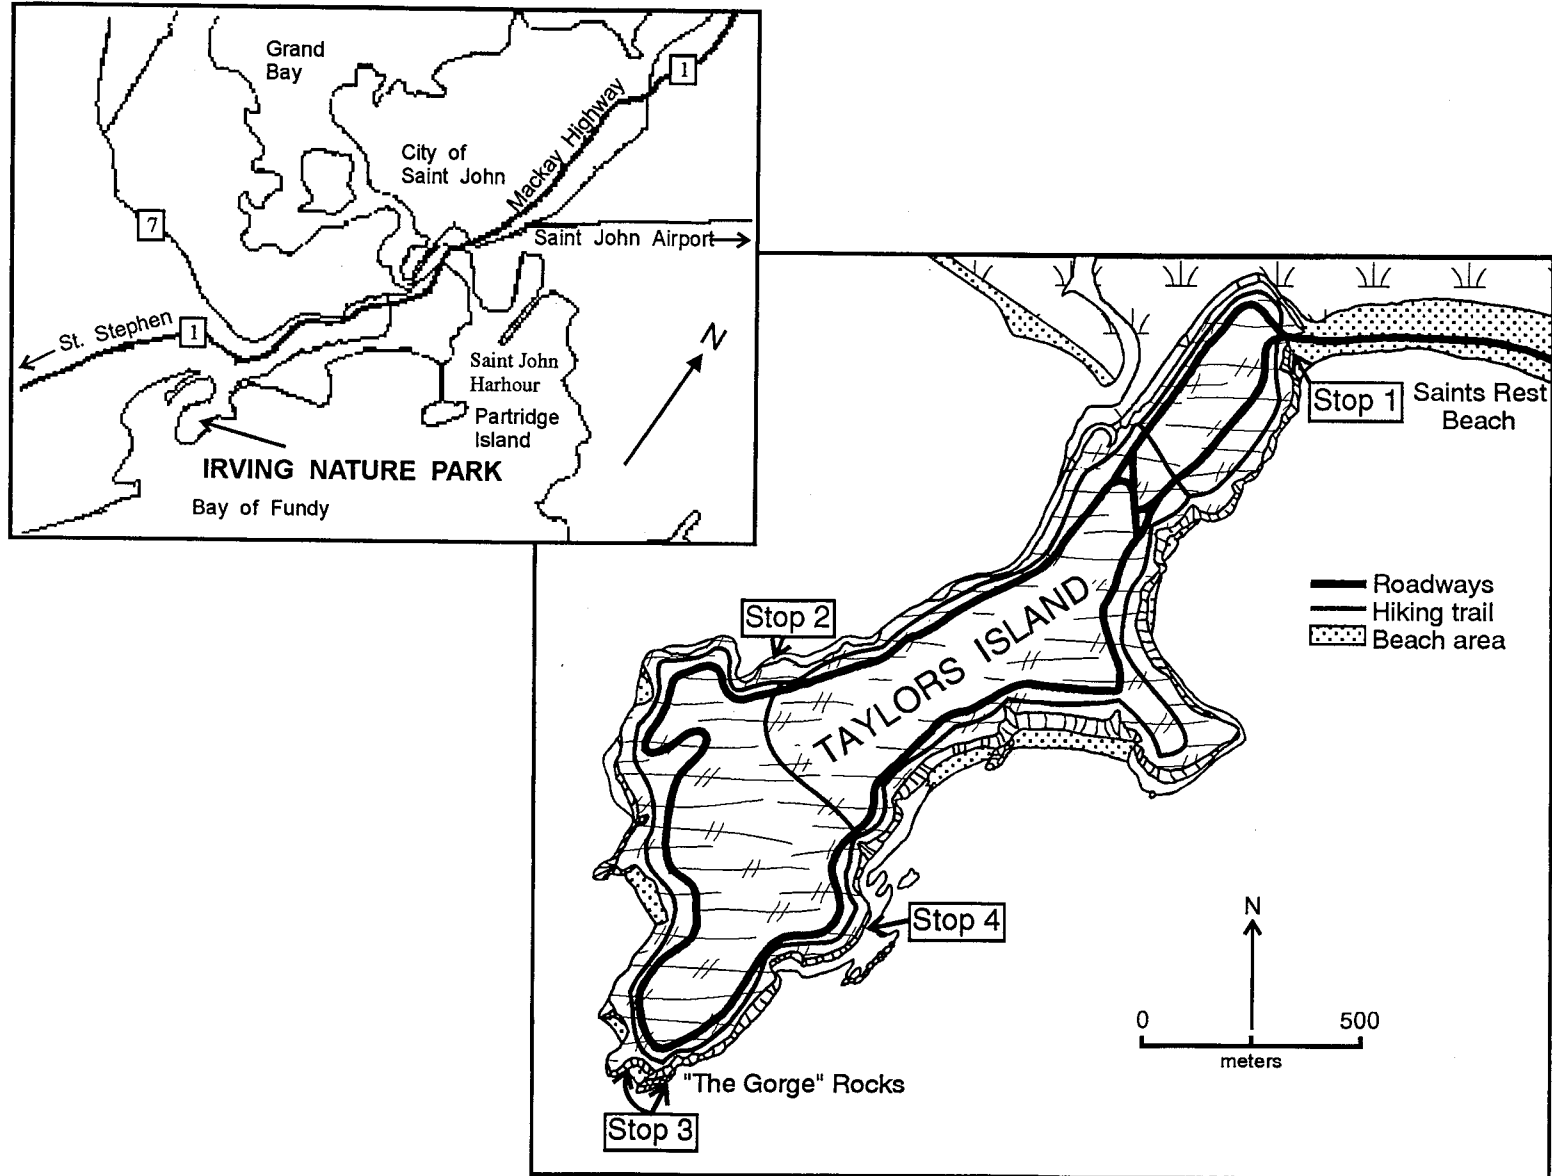 Grand
Bay
1
City of
Saint John
Mackay Highway
7
Saint John Airport
St. Stephen
1
N
Saint John
Harhour
Partridge
Island
IRVING NATURE PARK
Bay of Fundy
Stop 1
Saints Rest
Beach
Roadways
Hiking trail
Beach area
Stop 2
TAYLORS ISLAND
Stop 4
N
0 500
meters
"The Gorge" Rocks
Stop 3